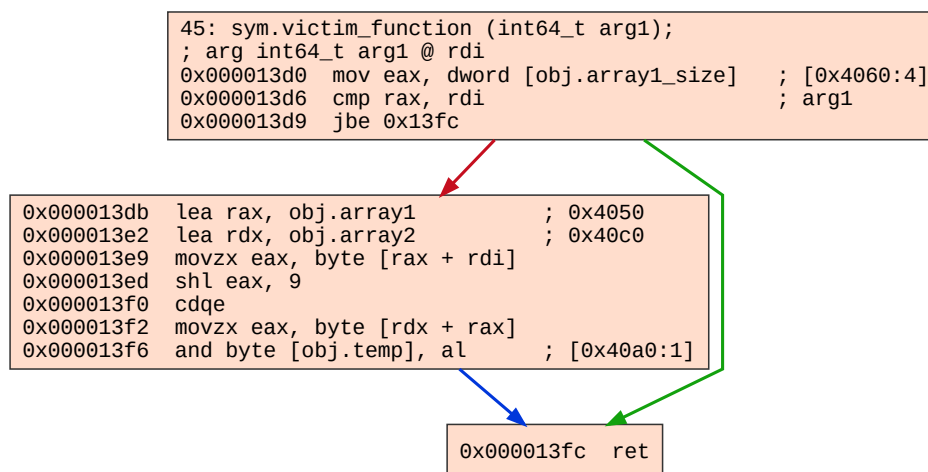 45: sym.victim_function (int64_t arg1);
; arg int64_t arg1 @ rdi
0x000013d0  mov eax, dword [obj.array1_size]   ; [0x4060:4]
0x000013d6  cmp rax, rdi                       ; arg1
0x000013d9  jbe 0x13fc
0x000013db  lea rax, obj.array1          ; 0x4050
0x000013e2  lea rdx, obj.array2          ; 0x40c0
0x000013e9  movzx eax, byte [rax + rdi]
0x000013ed  shl eax, 9
0x000013f0  cdqe
0x000013f2  movzx eax, byte [rdx + rax]
0x000013f6  and byte [obj.temp], al      ; [0x40a0:1]
0x000013fc  ret